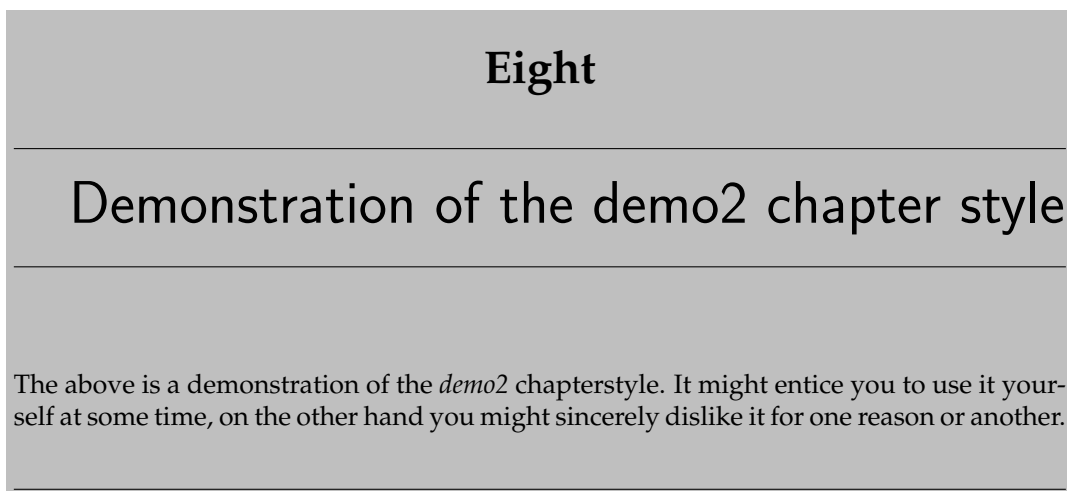 Eight
Demonstration of the demo2 chapter style
The above is a demonstration of the demo2 chapterstyle. It might entice you to use it your-
self at some time, on the other hand you might sincerely dislike it for one reason or another.